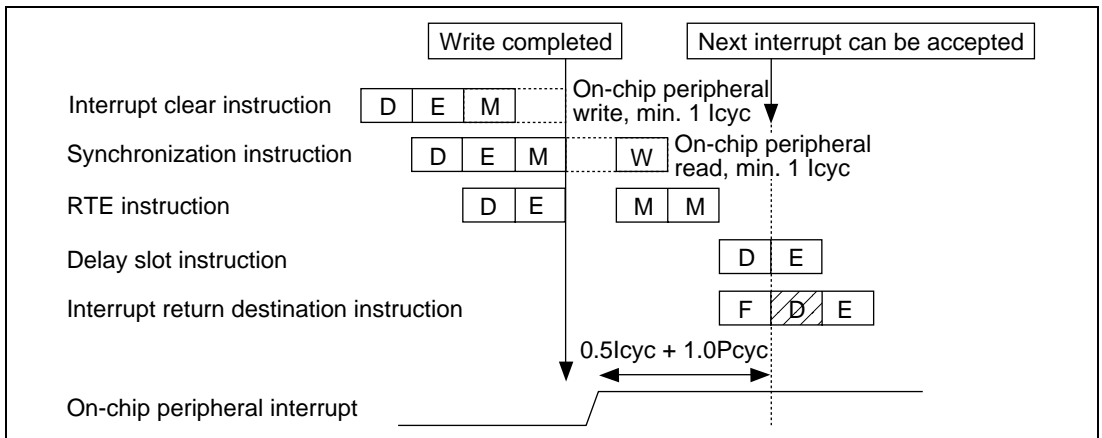 Write completed
Next interrupt can be accepted
Interrupt clear instruction D E M On-chip peripheral
write, min. 1 Icyc
Synchronization instruction D E M W On-chip peripheral
read, min. 1 Icyc
RTE instruction D E M M
Delay slot instruction D E
Interrupt return destination instruction F D E
0.5Icyc + 1.0Pcyc
On-chip peripheral interrupt